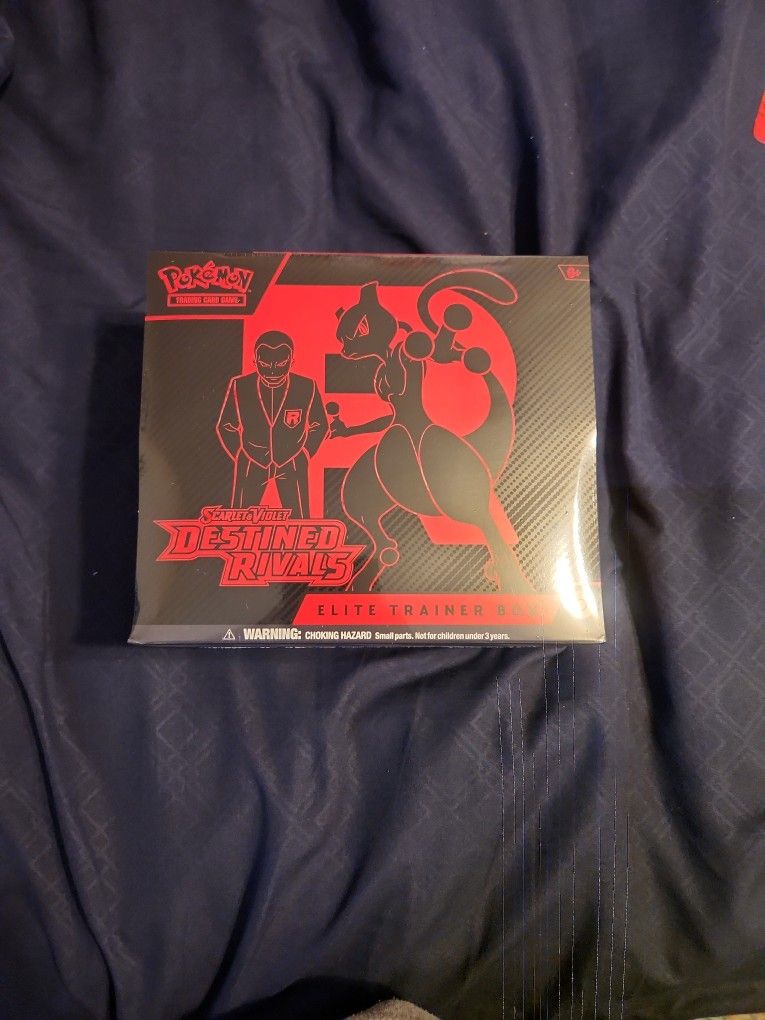 POKéMON
TRADING CARD GAME
6+
R
SCARLET & VIOLET
DESTINED
RIVALS
ELITE TRAINER BOX
WARNING: CHOKING HAZARD Small parts. Not for children under 3 years.